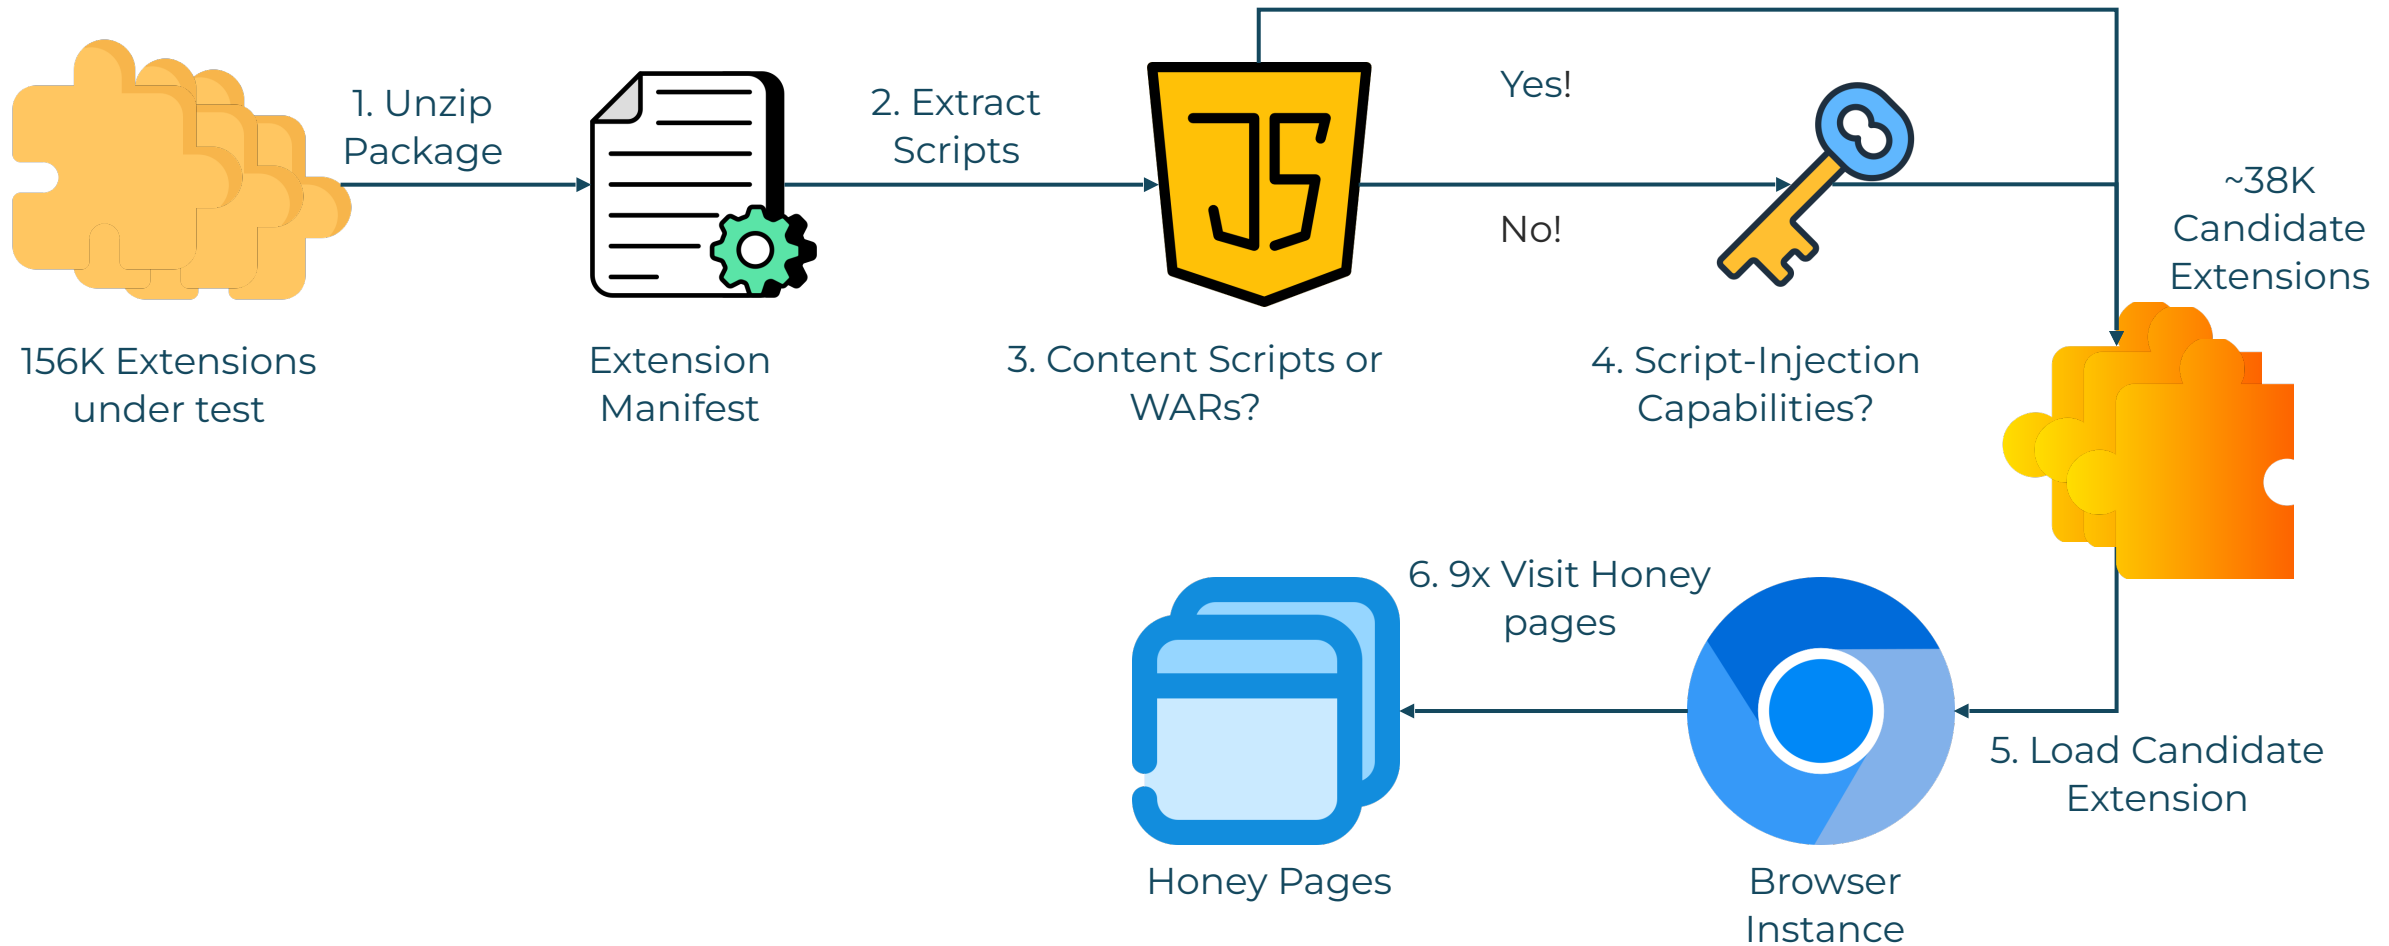 1. Unzip
Package
2. Extract
Scripts
JS
Yes!
No!
~38K
Candidate
Extensions
156K Extensions
under test
Extension
Manifest
3. Content Scripts or
WARs?
4. Script-Injection
Capabilities?
6. 9x Visit Honey
pages
5. Load Candidate
Extension
Honey Pages
Browser
Instance